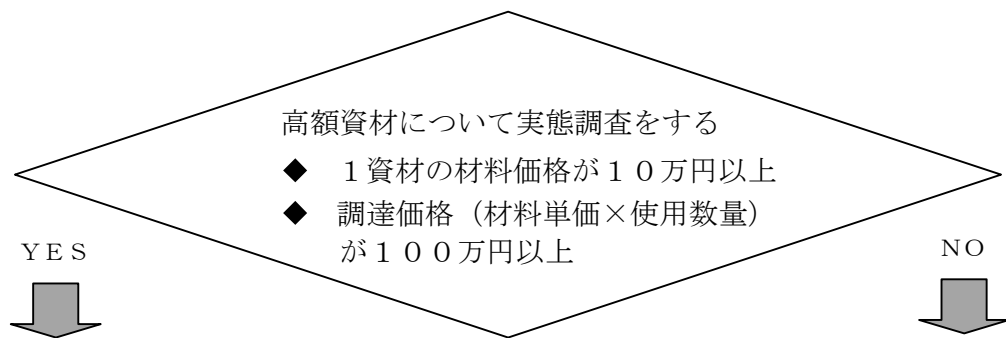 高額資材について実態調査をする
◆ １資材の材料価格が１０万円以上
◆ 調達価格（材料単価×使用数量）
が１００万円以上
ＹＥＳ
ＮＯ